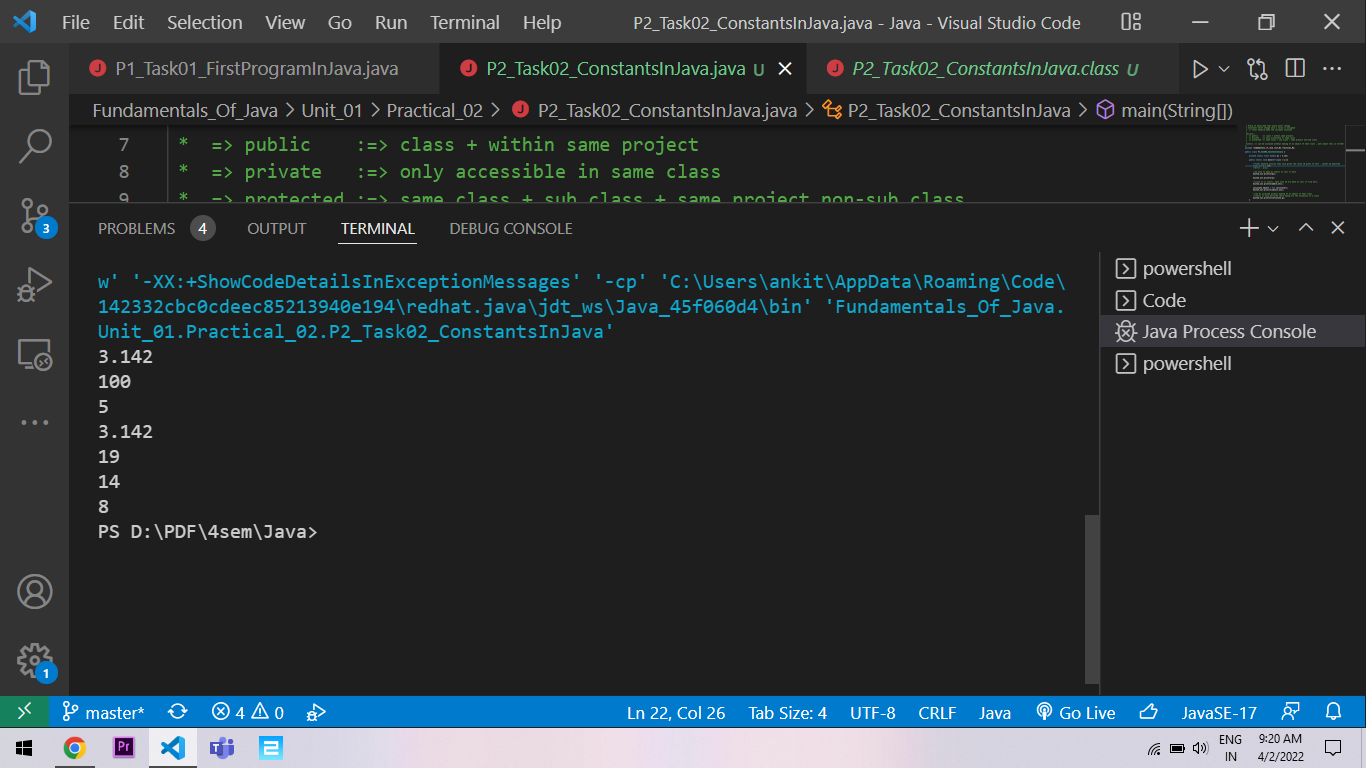 File Edit Selection View Go Run Terminal Help P2_Task02_ConstantsInJava.java - Java - Visual Studio Code
P1_Task01_FirstProgramInJava.java P2_Task02_ConstantsInJava.java U P2_Task02_ConstantsInJava.class U
Fundamentals_Of_Java > Unit_01 > Practical_02 > P2_Task02_ConstantsInJava.java > P2_Task02_ConstantsInJava > main(String[])
7 * => public :=> class + within same project
8 * => private :=> only accessible in same class
9 * => protected :=> same class + sub class + same project non-sub class
PROBLEMS 4 OUTPUT TERMINAL DEBUG CONSOLE
w' '-XX:+ShowCodeDetailsInExceptionMessages' '-cp' 'C:\Users\ankit\AppData\Roaming\Code\
142332cbc0cdeec85213940e194\redhat.java\jdt_ws\Java_45f060d4\bin' 'Fundamentals_Of_Java.
Unit_01.Practical_02.P2_Task02_ConstantsInJava'
3.142
100
5
3.142
19
14
8
PS D:\PDF\4sem\Java>
powershell
Code
Java Process Console
powershell
3
1
master* 4 0 Ln 22, Col 26 Tab Size: 4 UTF-8 CRLF Java Go Live JavaSE-17
Pr ENG 9:20 AM
IN 4/2/2022